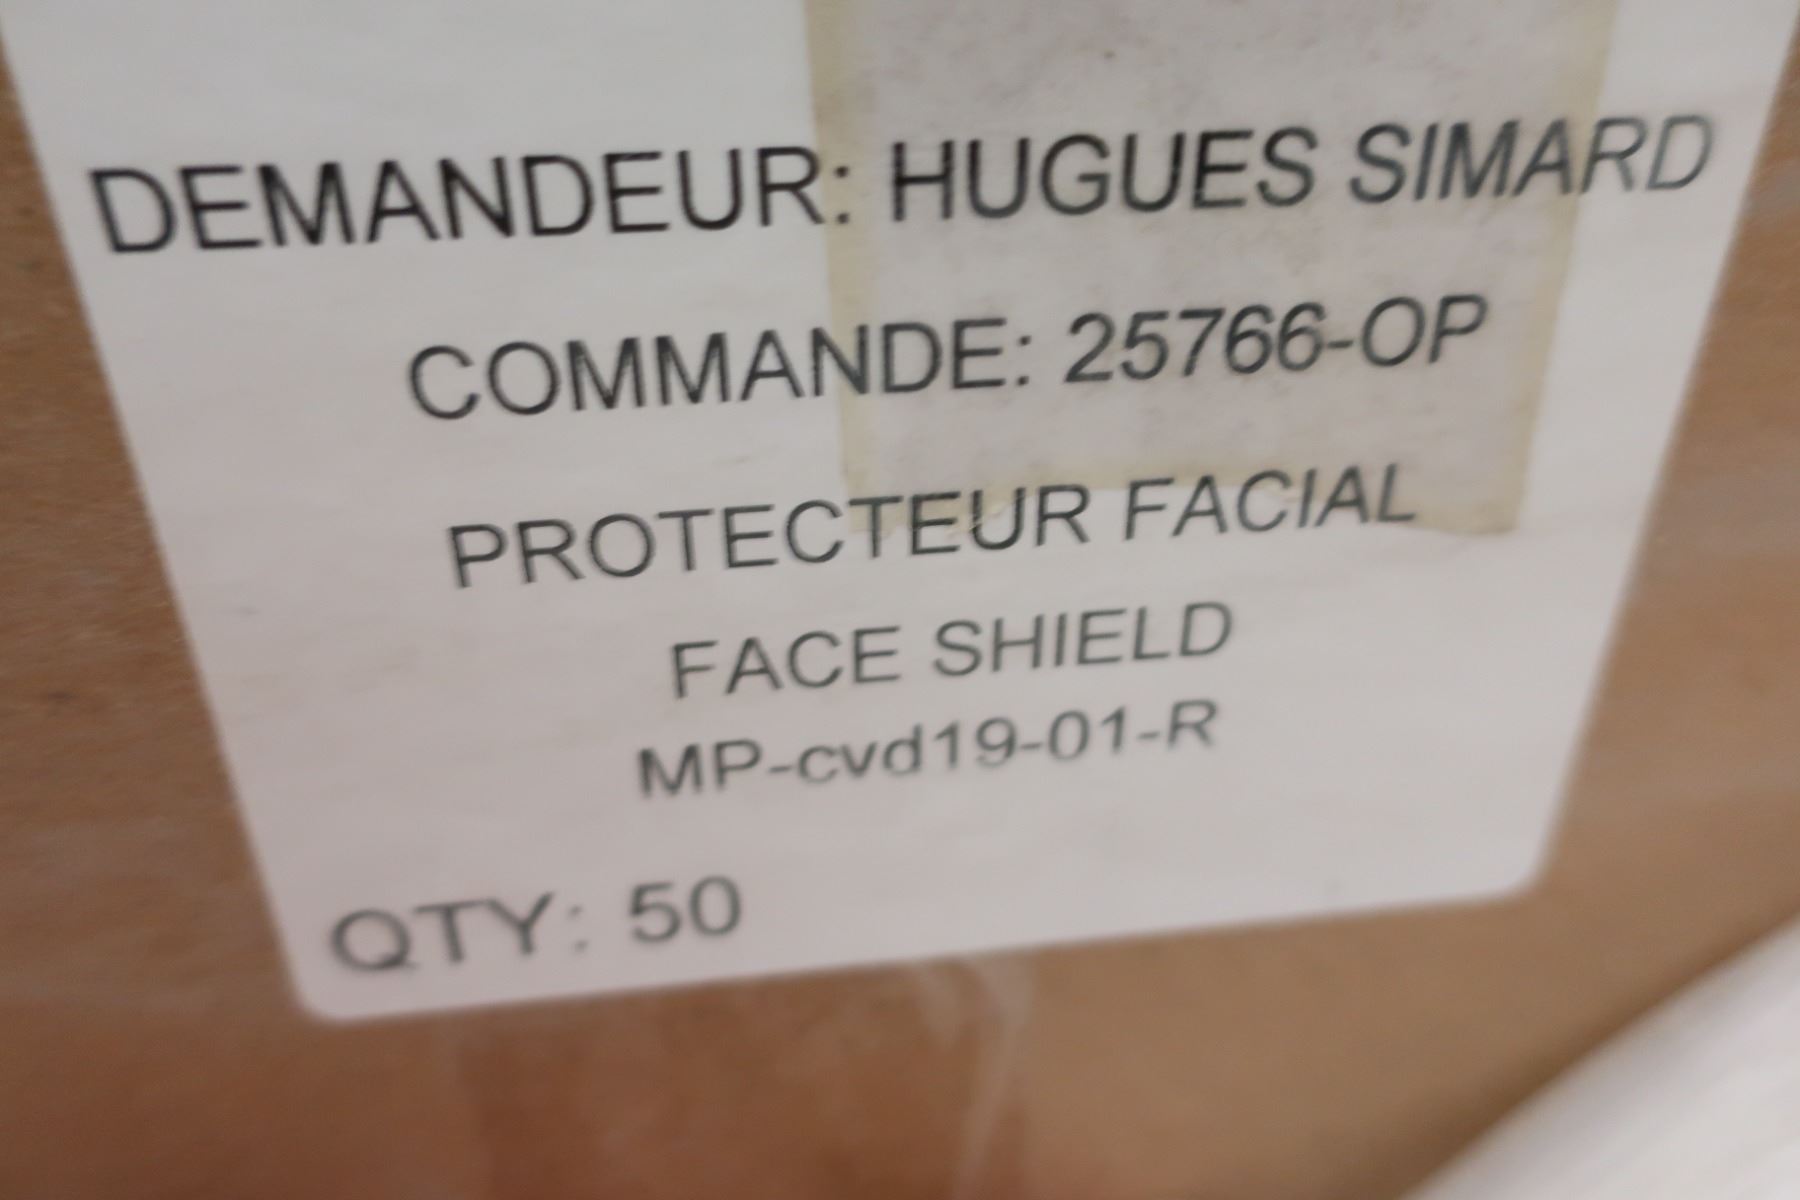 DEMANDEUR: HUGUES SIMARD
COMMANDE: 25766-OP
PROTECTEUR FACIAL
FACE SHIELD
MP-cvd19-01-R
QTY: 50